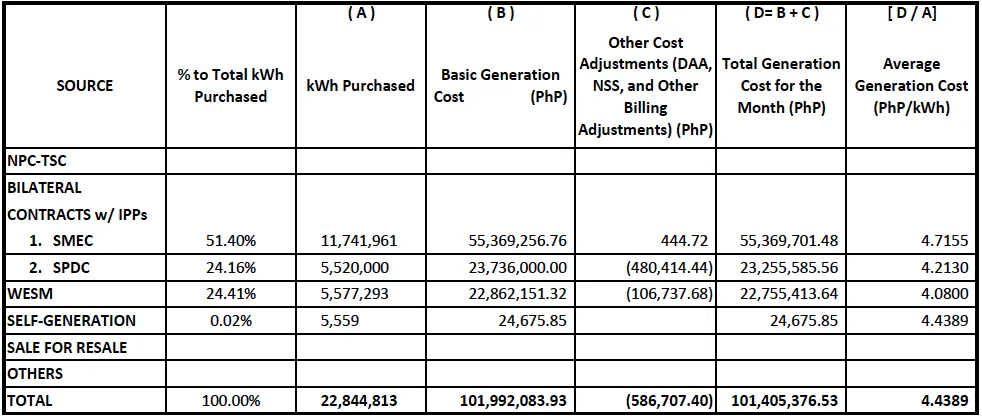 ( A ) ( B ) ( C ) ( D= B + C ) [ D / A]
SOURCE
% to Total kWh
Purchased
kWh Purchased
Basic Generation
Cost (PhP)
Other Cost
Adjustments (DAA,
NSS, and Other
Billing
Adjustments) (PhP)
Total Generation
Cost for the
Month (PhP)
Average
Generation Cost
(PhP/kWh)
NPC-TSC
BILATERAL
CONTRACTS w/ IPPs
1. SMEC 51.40% 11,741,961 55,369,256.76 444.72 55,369,701.48 4.7155
2. SPDC 24.16% 5,520,000 23,736,000.00 (480,414.44) 23,255,585.56 4.2130
WESM 24.41% 5,577,293 22,862,151.32 (106,737.68) 22,755,413.64 4.0800
SELF-GENERATION 0.02% 5,559 24,675.85 24,675.85 4.4389
SALE FOR RESALE
OTHERS
TOTAL 100.00% 22,844,813 101,992,083.93 (586,707.40) 101,405,376.53 4.4389